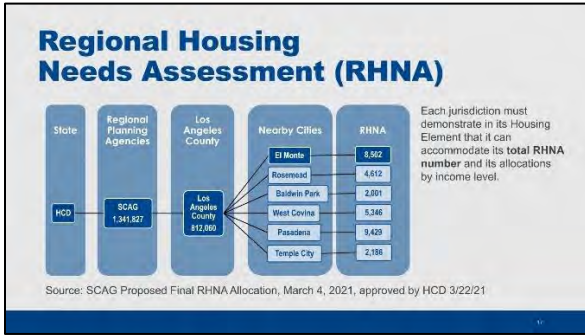 Regional Housing
Needs Assessment (RHNA)
State
Regional
Planning
Agencies
Los
Angeles
County
Nearby Cities
RHNA
HCD
SCAG
1,341,827
Los
Angeles
County
812,060
El Monte
8,502
Rosemead
4,612
Baldwin Park
2,001
West Covina
5,346
Pasadena
9,429
Temple City
2,186
Each jurisdiction must
demonstrate in its Housing
Element that it can
accommodate its total RHNA
number and its allocations
by income level.
Source: SCAG Proposed Final RHNA Allocation, March 4, 2021, approved by HCD 3/22/21